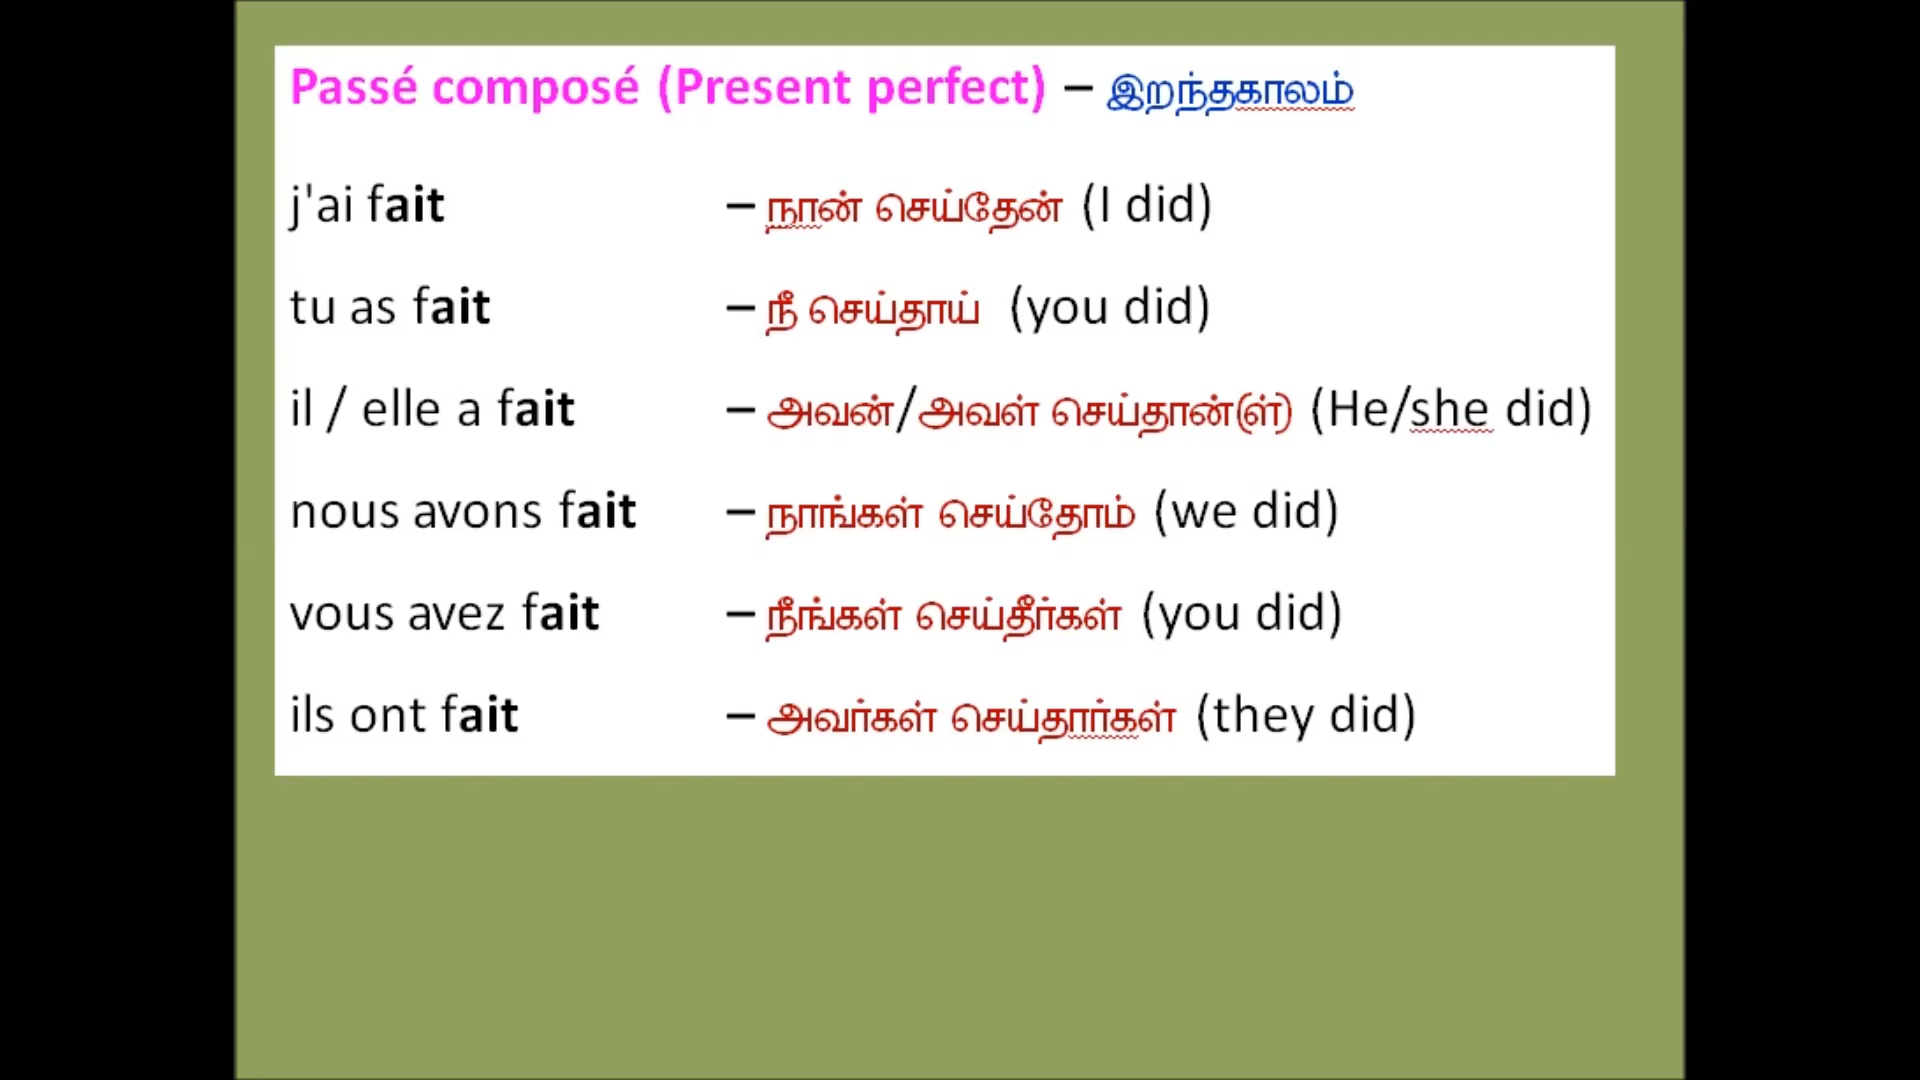 Passé composé (Present perfect) – இறந்தகாலம்
j'ai fait – நான் செய்தேன் (I did)
tu as fait – நீ செய்தாய் (you did)
il / elle a fait – அவன்/அவள் செய்தான்(ள்) (He/she did)
nous avons fait – நாங்கள் செய்தோம் (we did)
vous avez fait – நீங்கள் செய்தீர்கள் (you did)
ils ont fait – அவர்கள் செய்தார்கள் (they did)